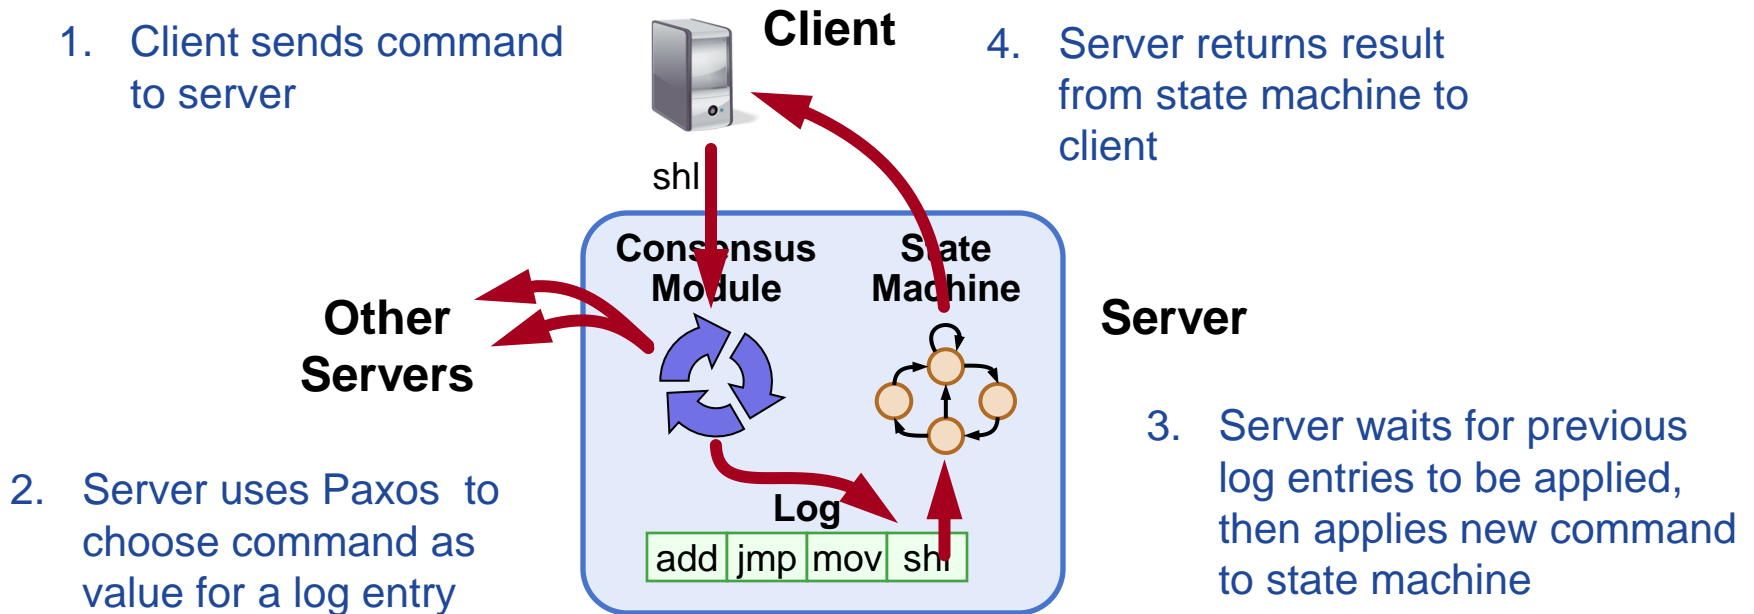 1. Client sends command
to server
Client
4. Server returns result
from state machine to
client
shl
Consensus
Module
State
Machine
Other
Servers
Server
2. Server uses Paxos to
choose command as
value for a log entry
Log
add jmp mov shl
3. Server waits for previous
log entries to be applied,
then applies new command
to state machine